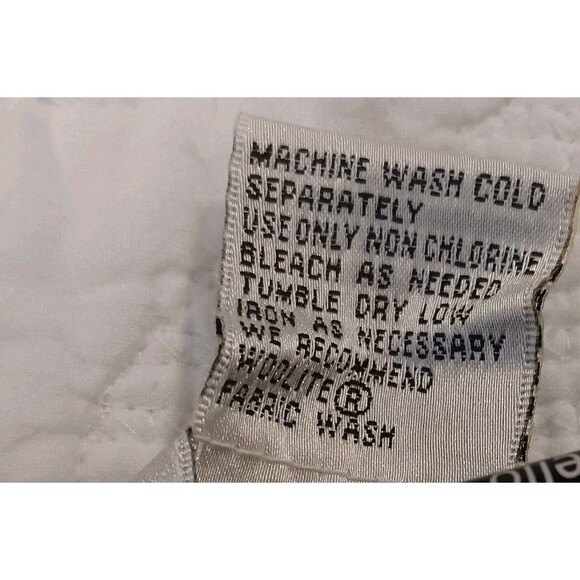 MACHINE WASH COLD
SEPARATELY
USE ONLY NON CHLORINE
BLEACH AS NEEDED
TUMBLE DRY LOW
IRON AS NECESSARY
WE RECOMMEND
WOOLITE®
FABRIC WASH
ello